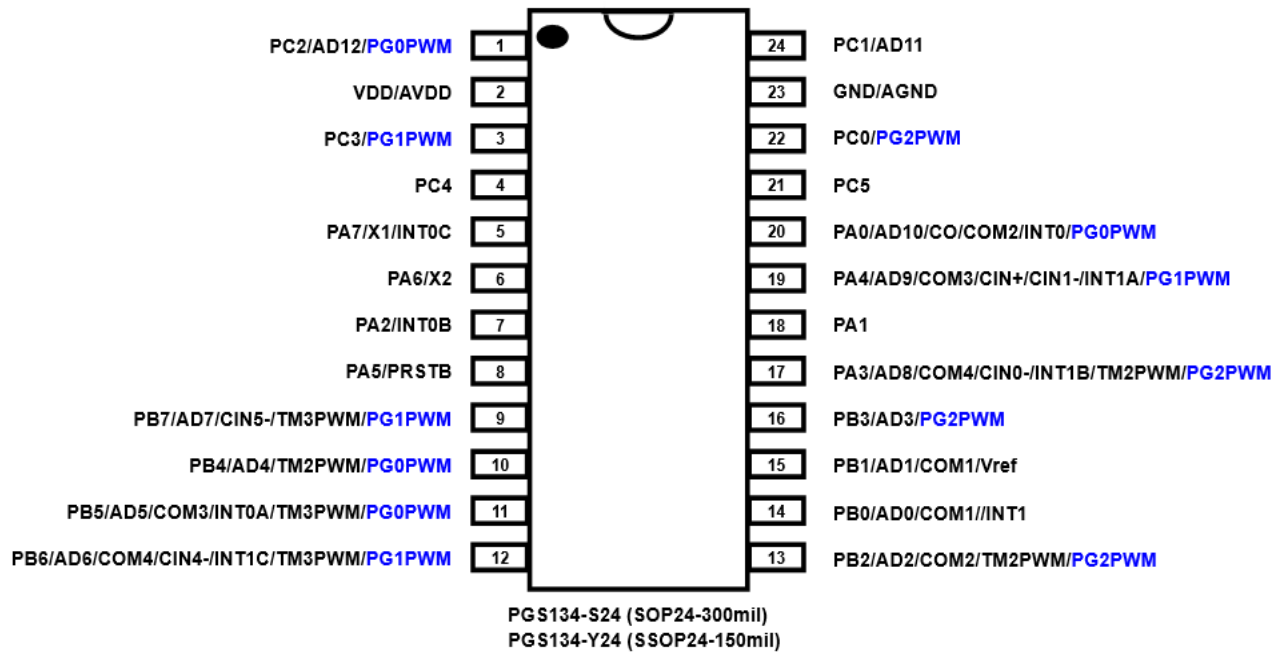 PC2/AD12/PG0PWM 1 24 PC1/AD11
VDD/AVDD 2 23 GND/AGND
PC3/PG1PWM 3 22 PC0/PG2PWM
PC4 4 21 PC5
PA7/X1/INT0C 5 20 PA0/AD10/CO/COM2/INT0/PG0PWM
PA6/X2 6 19 PA4/AD9/COM3/CIN+/CIN1-/INT1A/PG1PWM
PA2/INT0B 7 18 PA1
PA5/PRSTB 8 17 PA3/AD8/COM4/CIN0-/INT1B/TM2PWM/PG2PWM
PB7/AD7/CIN5-/TM3PWM/PG1PWM 9 16 PB3/AD3/PG2PWM
PB4/AD4/TM2PWM/PG0PWM 10 15 PB1/AD1/COM1/Vref
PB5/AD5/COM3/INT0A/TM3PWM/PG0PWM 11 14 PB0/AD0/COM1//INT1
PB6/AD6/COM4/CIN4-/INT1C/TM3PWM/PG1PWM 12 13 PB2/AD2/COM2/TM2PWM/PG2PWM
PGS134-S24 (SOP24-300mil)
PGS134-Y24 (SSOP24-150mil)